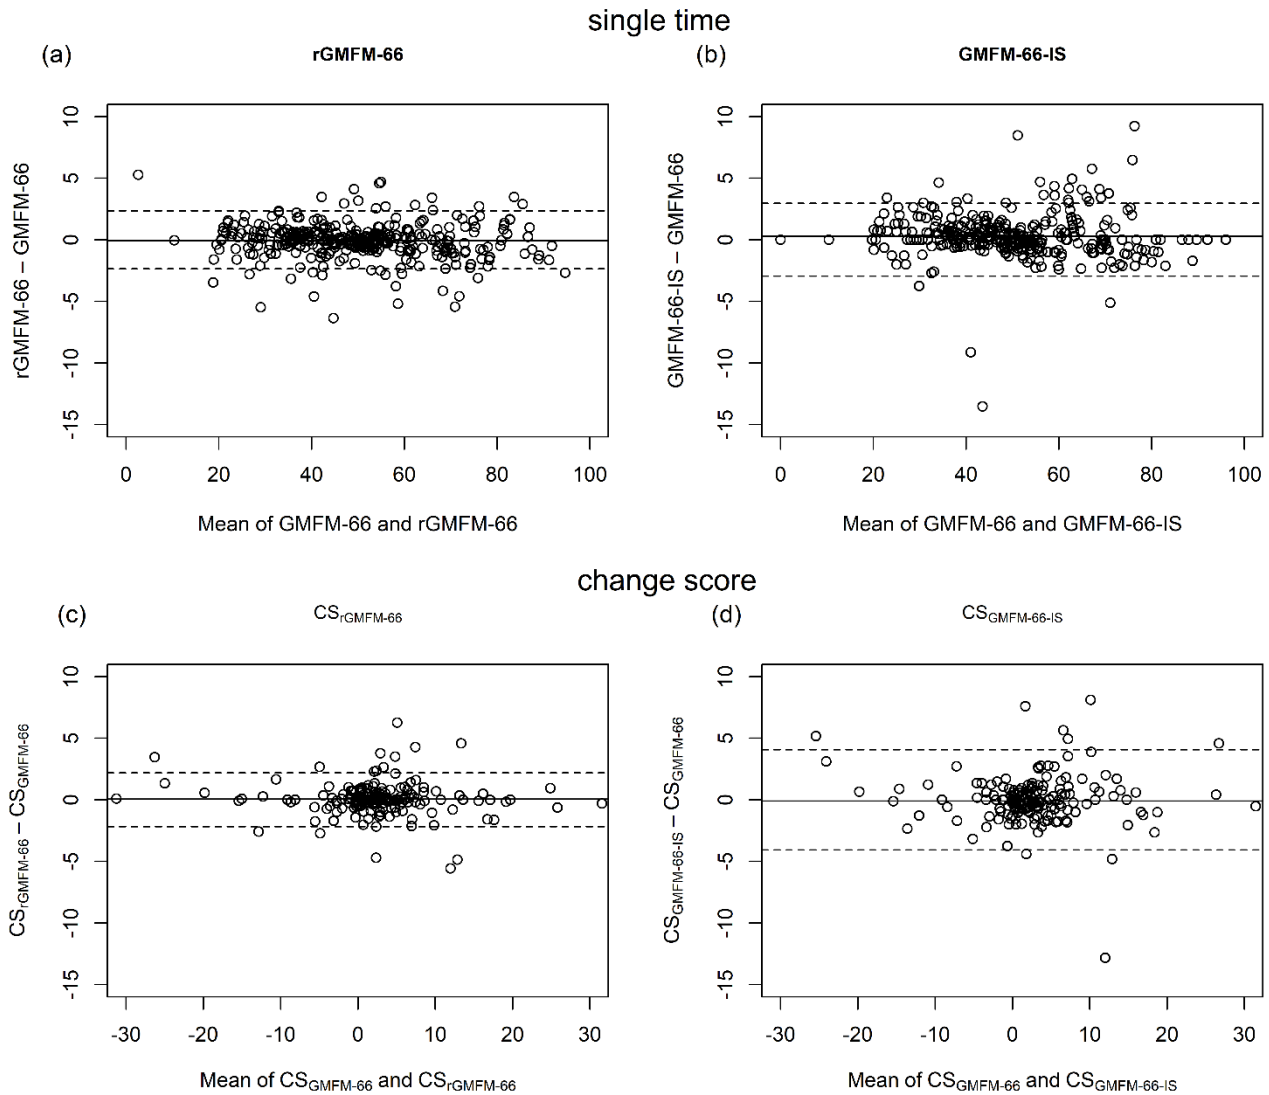 single time
(a)
rGMFM-66
(b)
GMFM-66-IS
rGMFM-66 – GMFM-66
10
5
0
-5
-10
-15
0 20 40 60 80 100
Mean of GMFM-66 and rGMFM-66
GMFM-66-IS – GMFM-66
10
5
0
-5
-10
-15
0 20 40 60 80 100
Mean of GMFM-66 and GMFM-66-IS
change score
(c)
CSrGMFM-66
(d)
CSGMFM-66-IS
CSrGMFM-66 – CSGMFM-66
10
5
0
-5
-10
-15
-30 -20 -10 0 10 20 30
Mean of CSGMFM-66 and CSrGMFM-66
CSGMFM-66-IS – CSGMFM-66
10
5
0
-5
-10
-15
-30 -20 -10 0 10 20 30
Mean of CSGMFM-66 and CSGMFM-66-IS